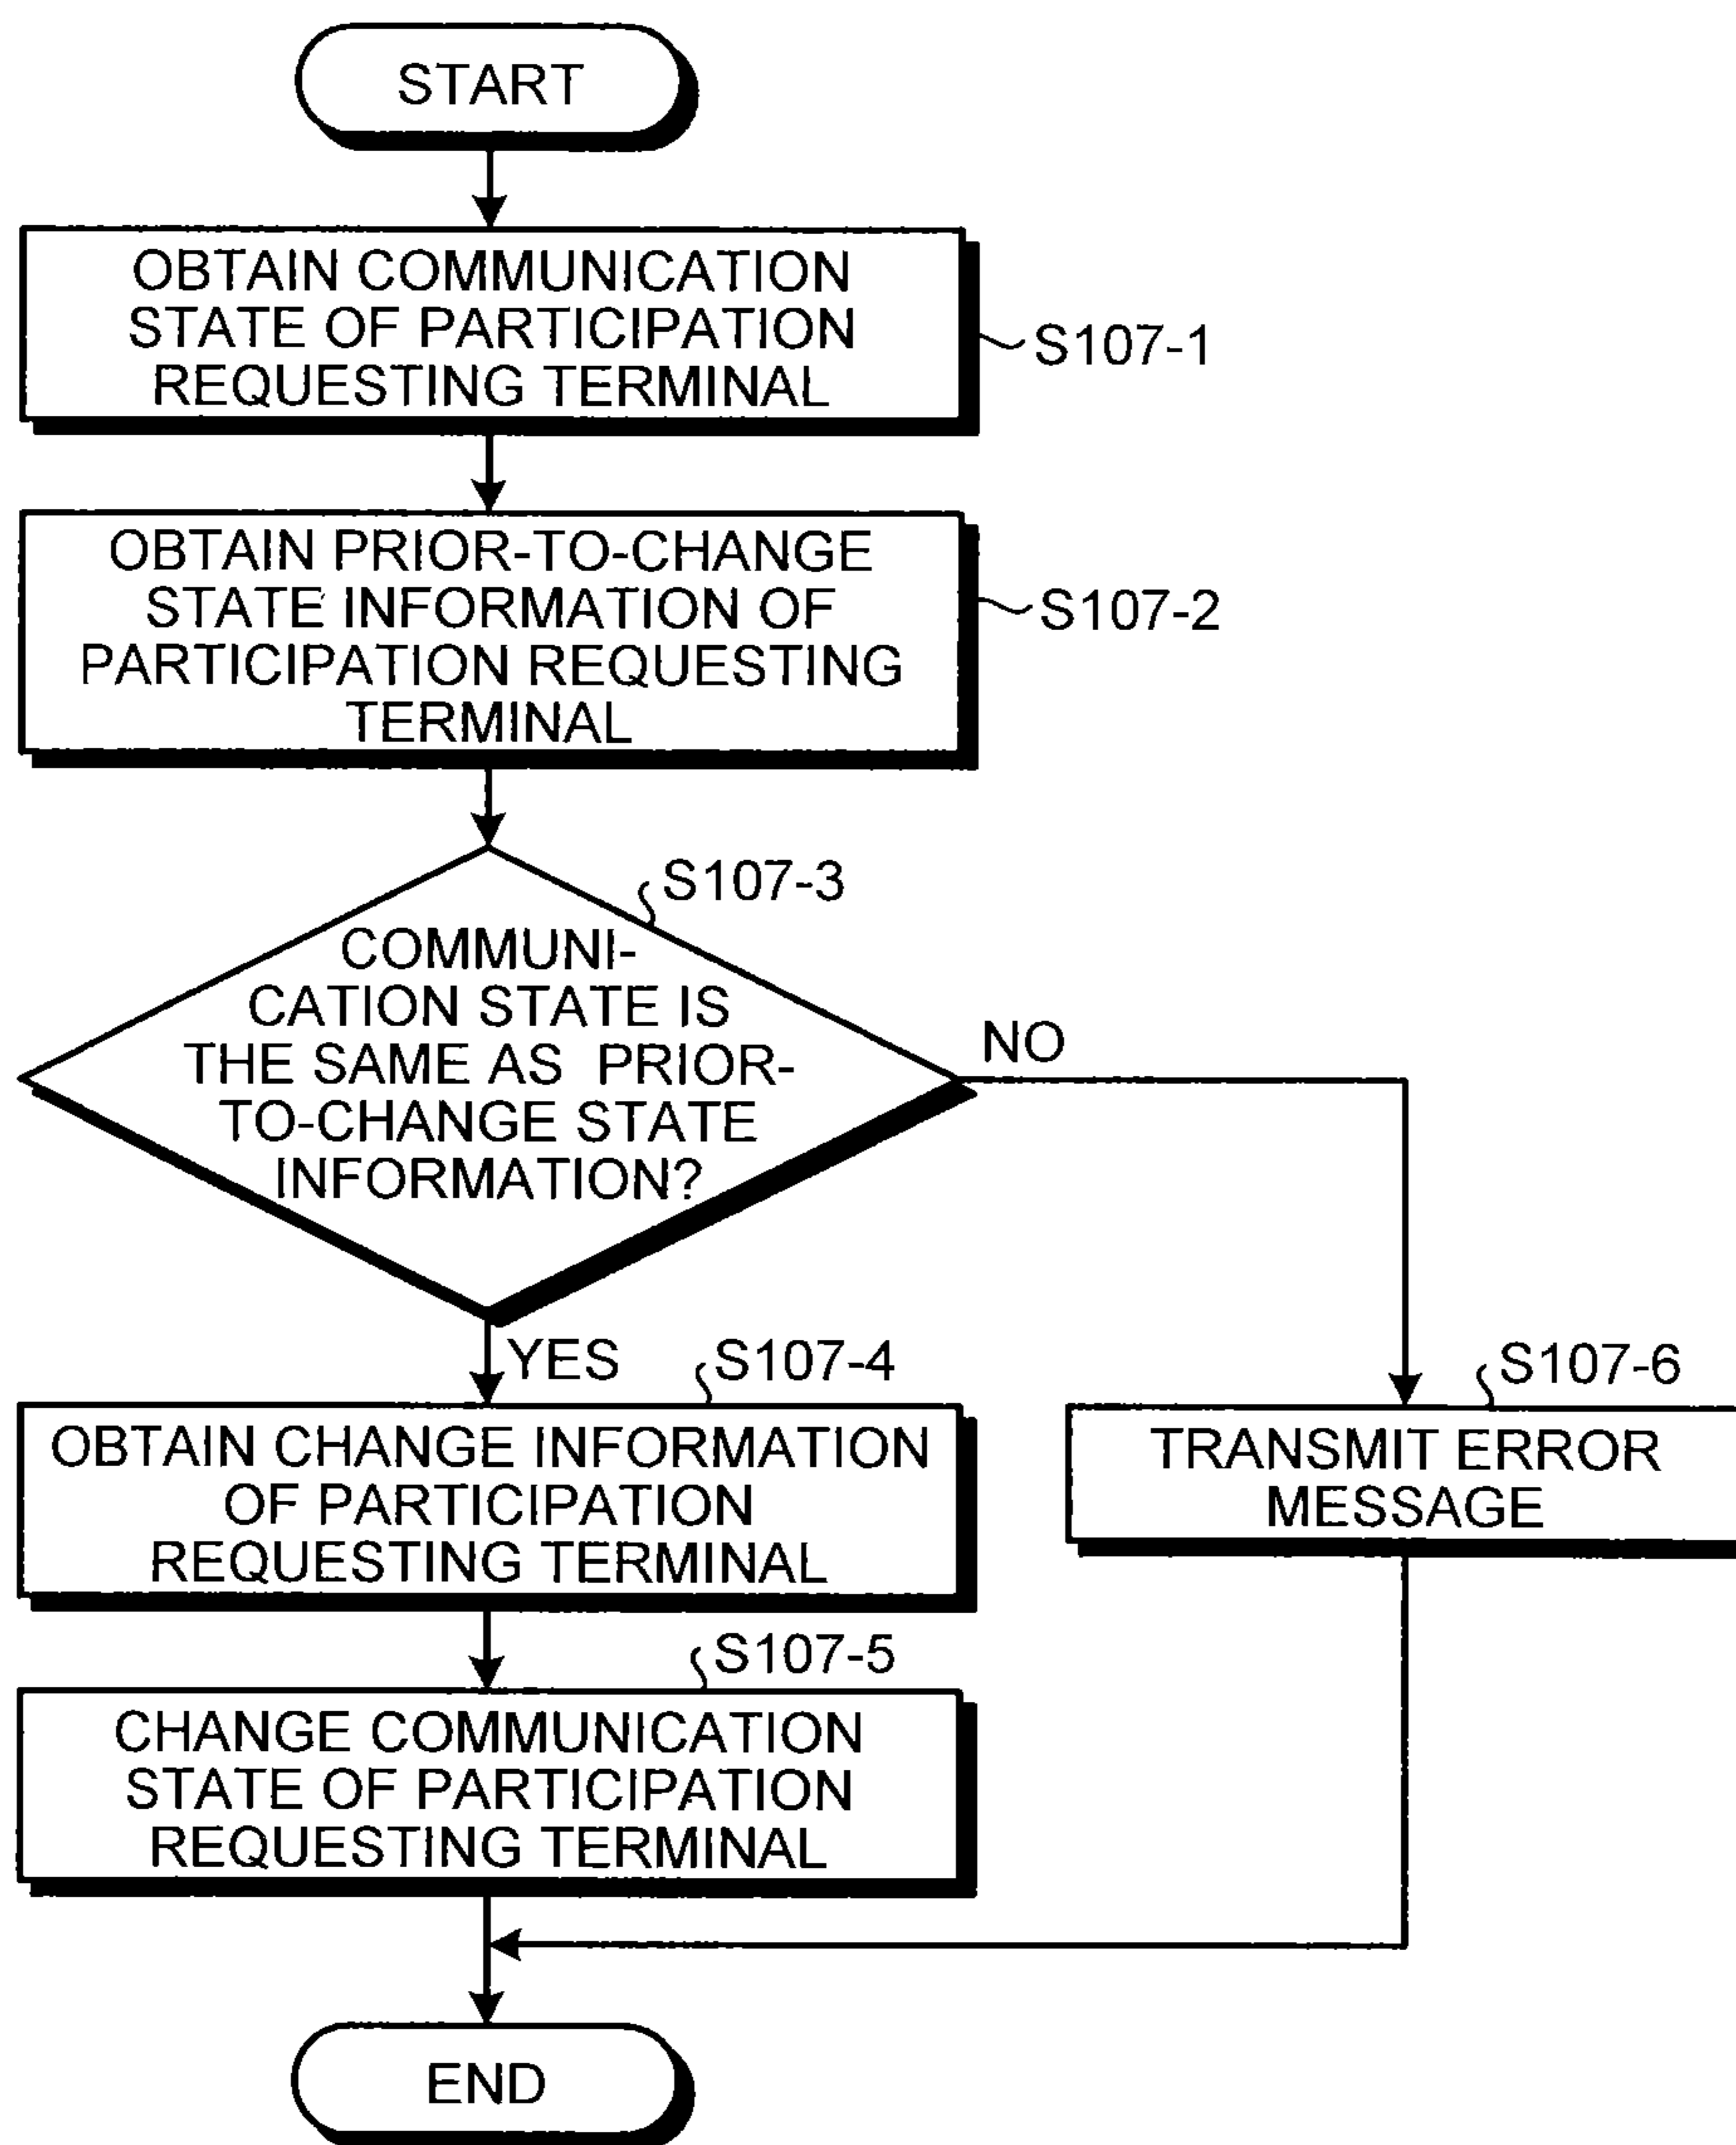 START
OBTAIN COMMUNICATION
STATE OF PARTICIPATION
REQUESTING TERMINAL
S107-1
OBTAIN PRIOR-TO-CHANGE
STATE INFORMATION OF
PARTICIPATION REQUESTING
TERMINAL
S107-2
S107-3
COMMUNI-
CATION STATE IS
THE SAME AS PRIOR-
TO-CHANGE STATE
INFORMATION?
NO
YES
S107-4
OBTAIN CHANGE INFORMATION
OF PARTICIPATION
REQUESTING TERMINAL
S107-6
TRANSMIT ERROR
MESSAGE
S107-5
CHANGE COMMUNICATION
STATE OF PARTICIPATION
REQUESTING TERMINAL
END